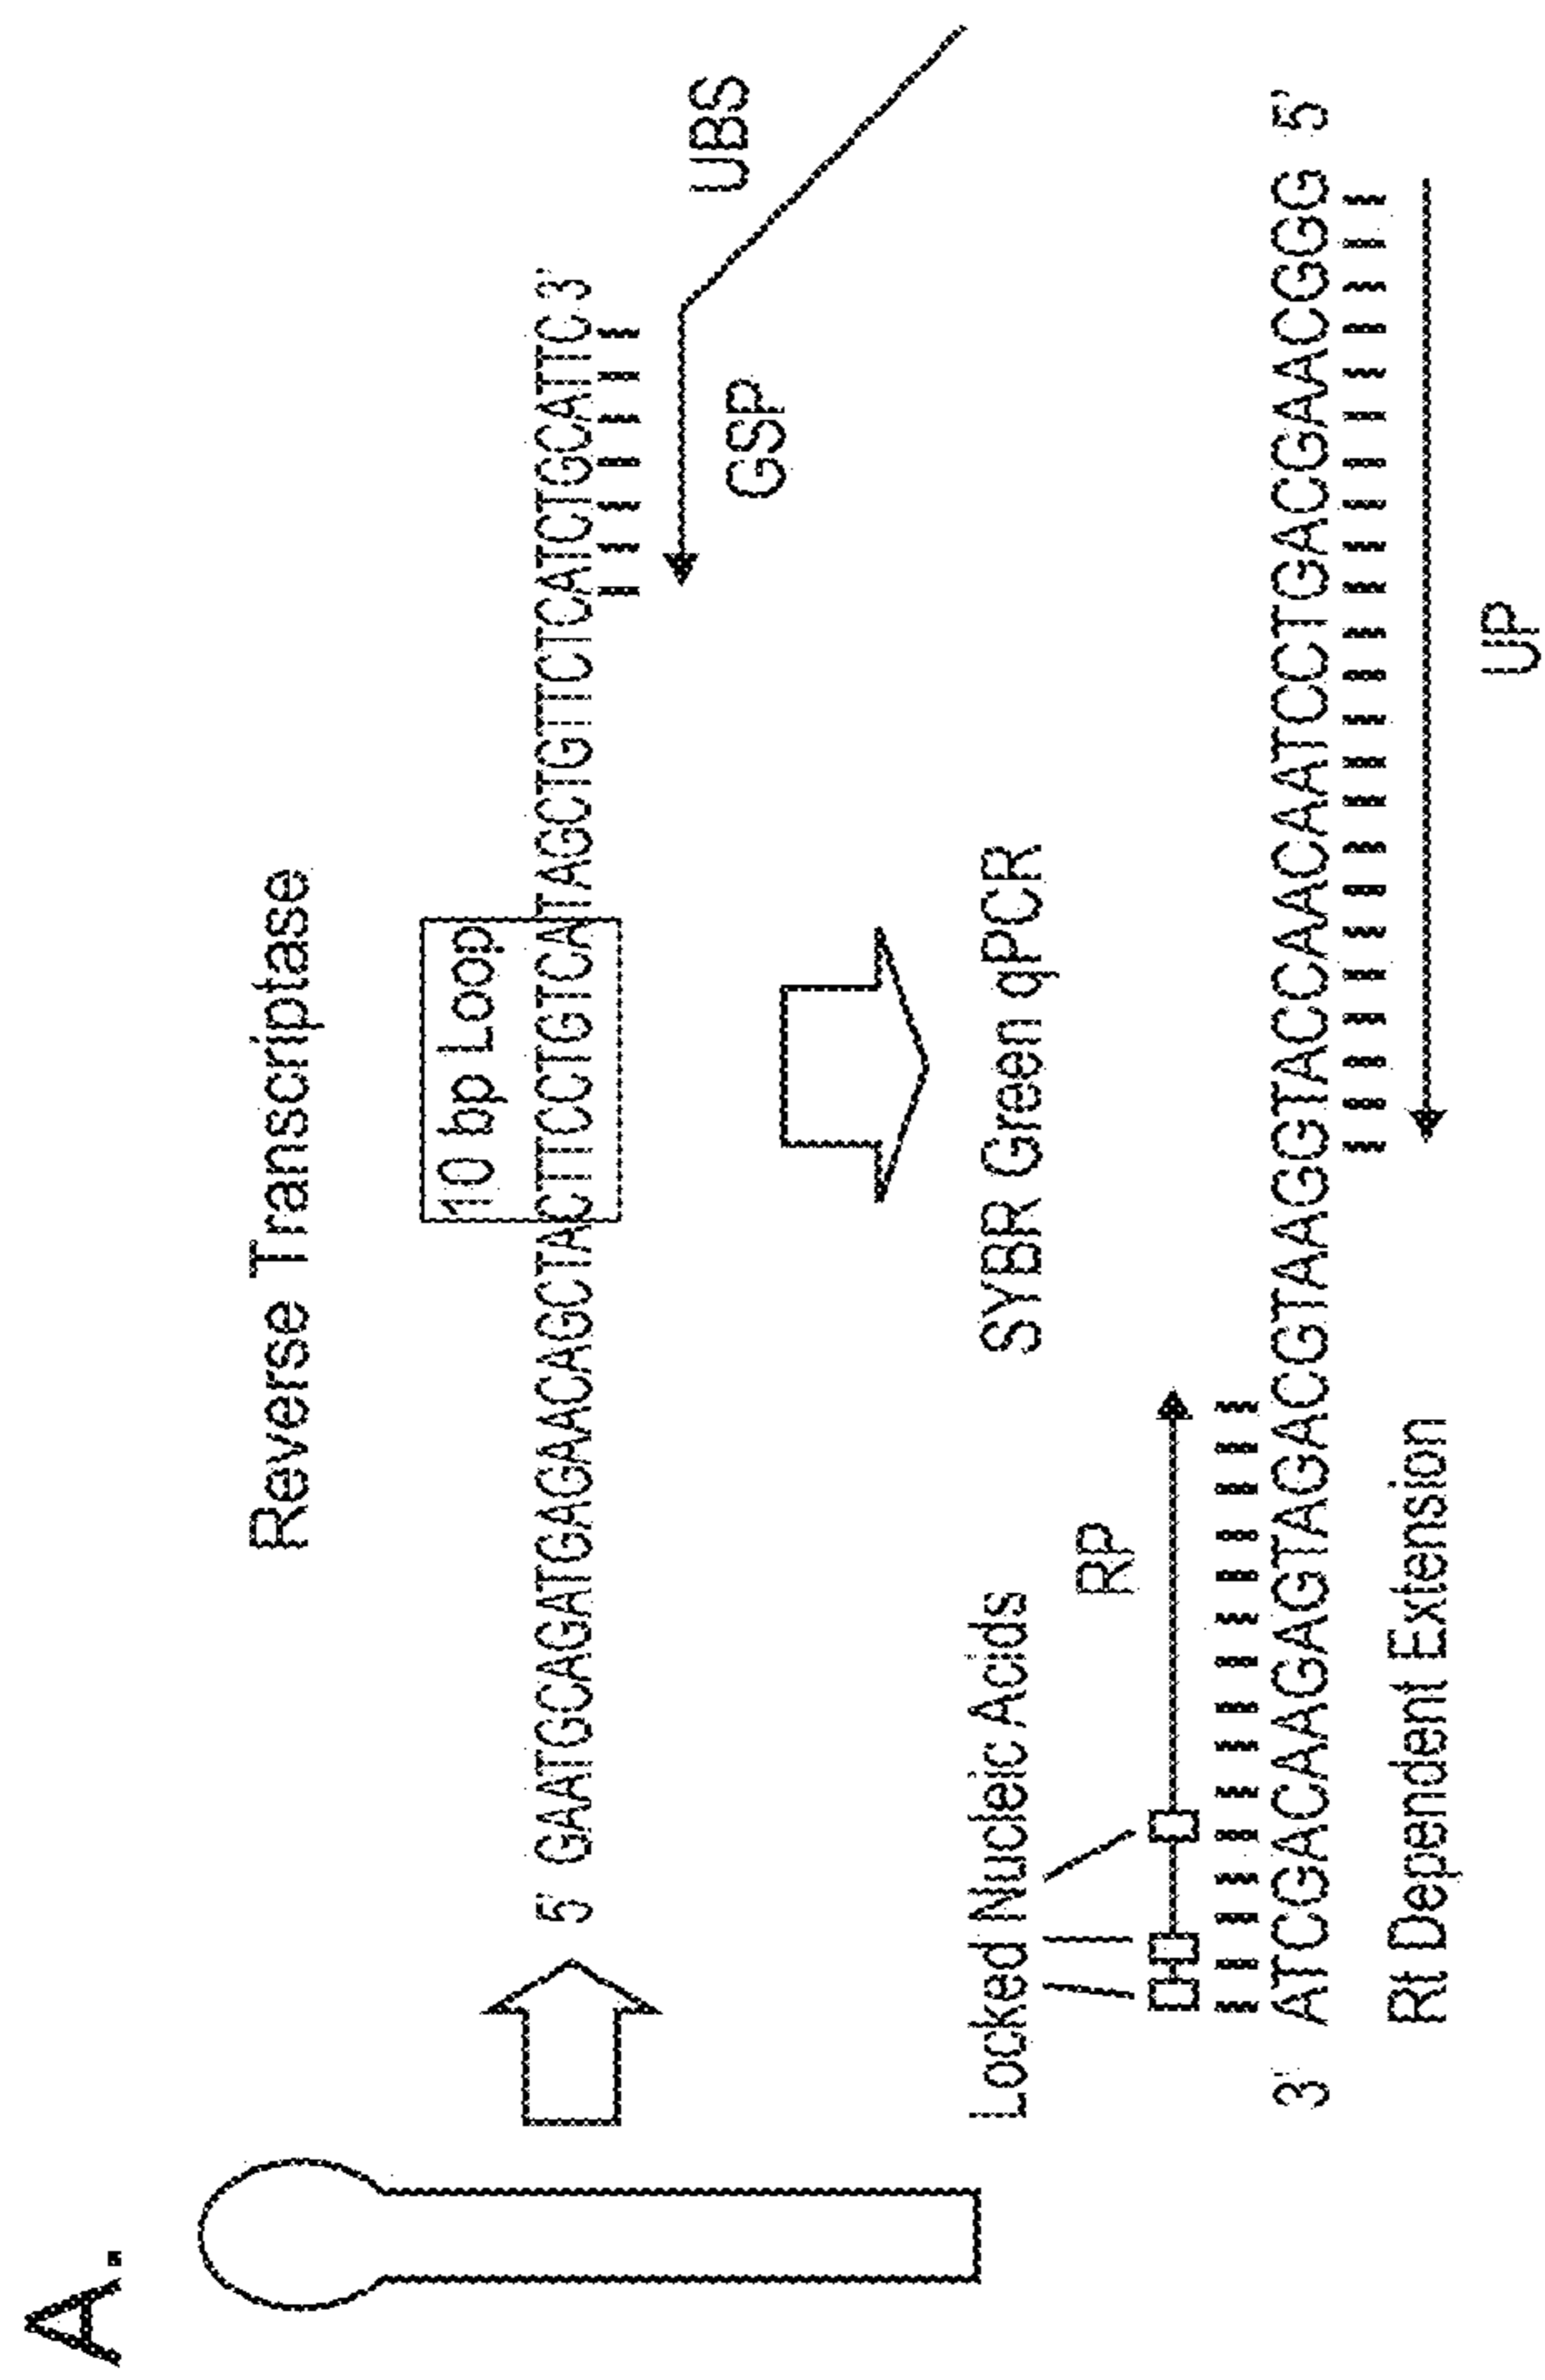 A.
Reverse Transcriptase
10 bp Loop
5' GAATGCAGATGAGAACAGCTACTTCCTGTCATAGCTGTTCTCATCTGCATTC 3'
GSP
UBS
SYBR Green qPCR
Locked Nucleic Acids
RP
3' ATCGACAAGAGTAGACGTAAGGTACCAACAATCCTGACGAACGG 5'
Rt Dependent Extension
UP